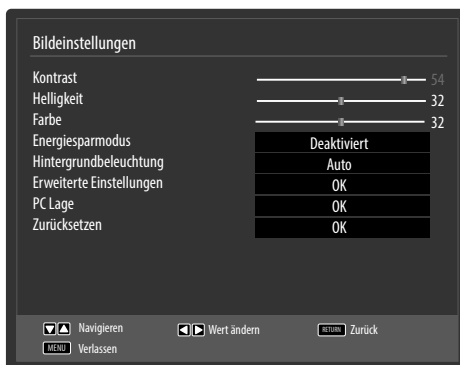 Bildeinstellungen
Kontrast 54
Helligkeit 32
Farbe 32
Energiesparmodus Deaktiviert
Hintergrundbeleuchtung Auto
Erweiterte Einstellungen OK
PC Lage OK
Zurücksetzen OK
Navigieren Wert ändern RETURN Zurück
MENU Verlassen